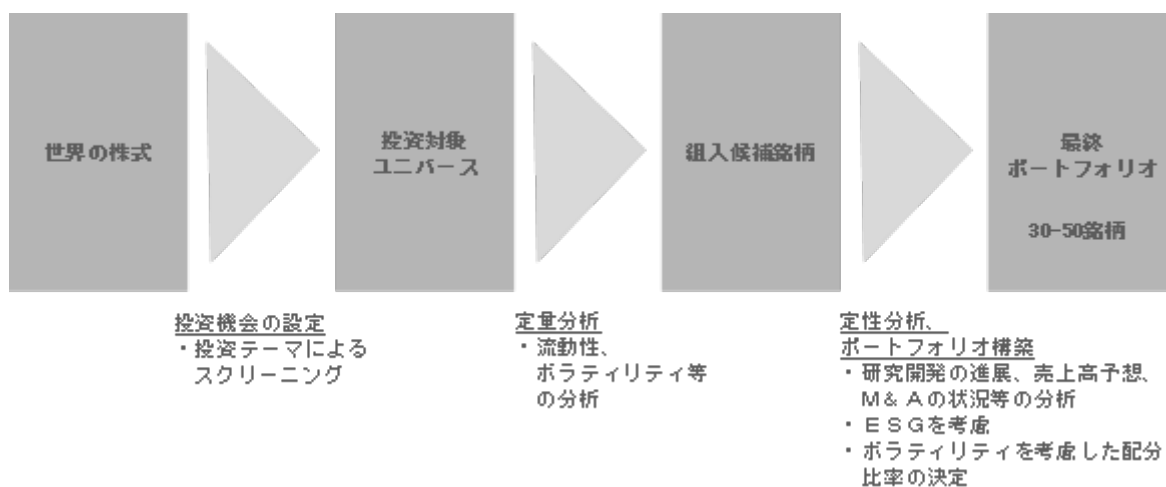 世界の株式
投資対象
ユニバース
組入候補銘柄
最終
ポートフォリオ
30-50銘柄
投資機会の設定
・投資テーマによる
スクリーニング
定量分析
・流動性、
ボラティリティ等
の分析
定性分析、
ポートフォリオ構築
・研究開発の進展、売上高予想、
M&Aの状況等の分析
・ESGを考慮
・ボラティリティを考慮した配分
比率の決定